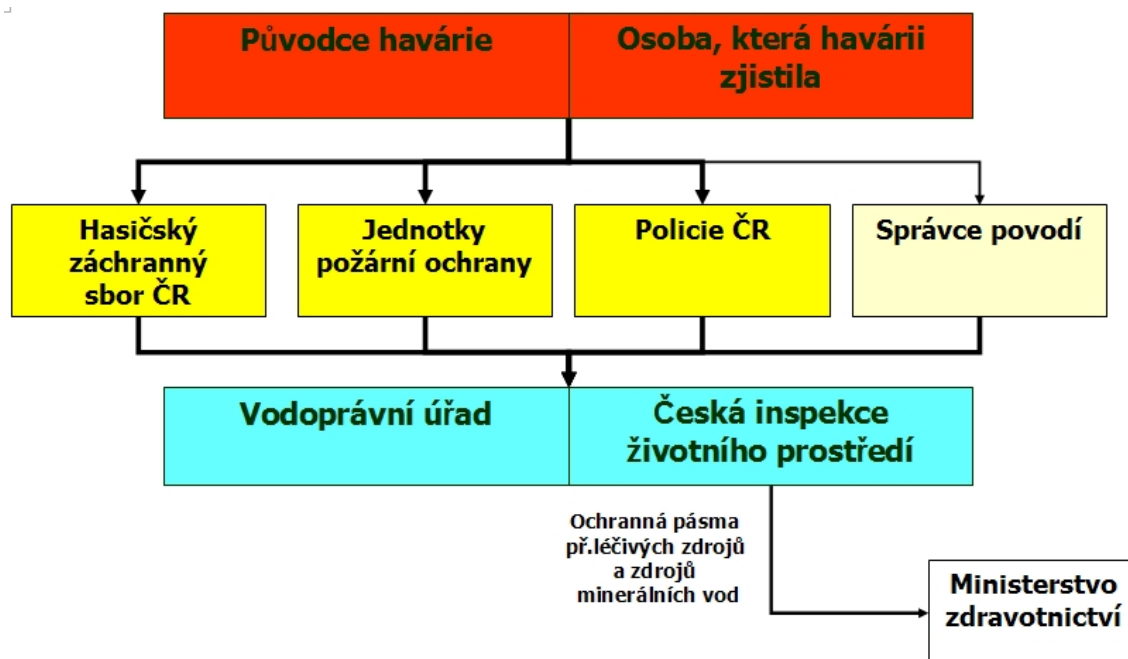 Původce havárie
Osoba, která havárii
zjistila
Hasičský
záchranný
sbor ČR
Jednotky
požární ochrany
Policie ČR
Správce povodí
Vodoprávní úřad
Česká inspekce
životního prostředí
Ochranná pásma
př.léčivých zdrojů
a zdrojů
minerálních vod
Ministerstvo
zdravotnictví